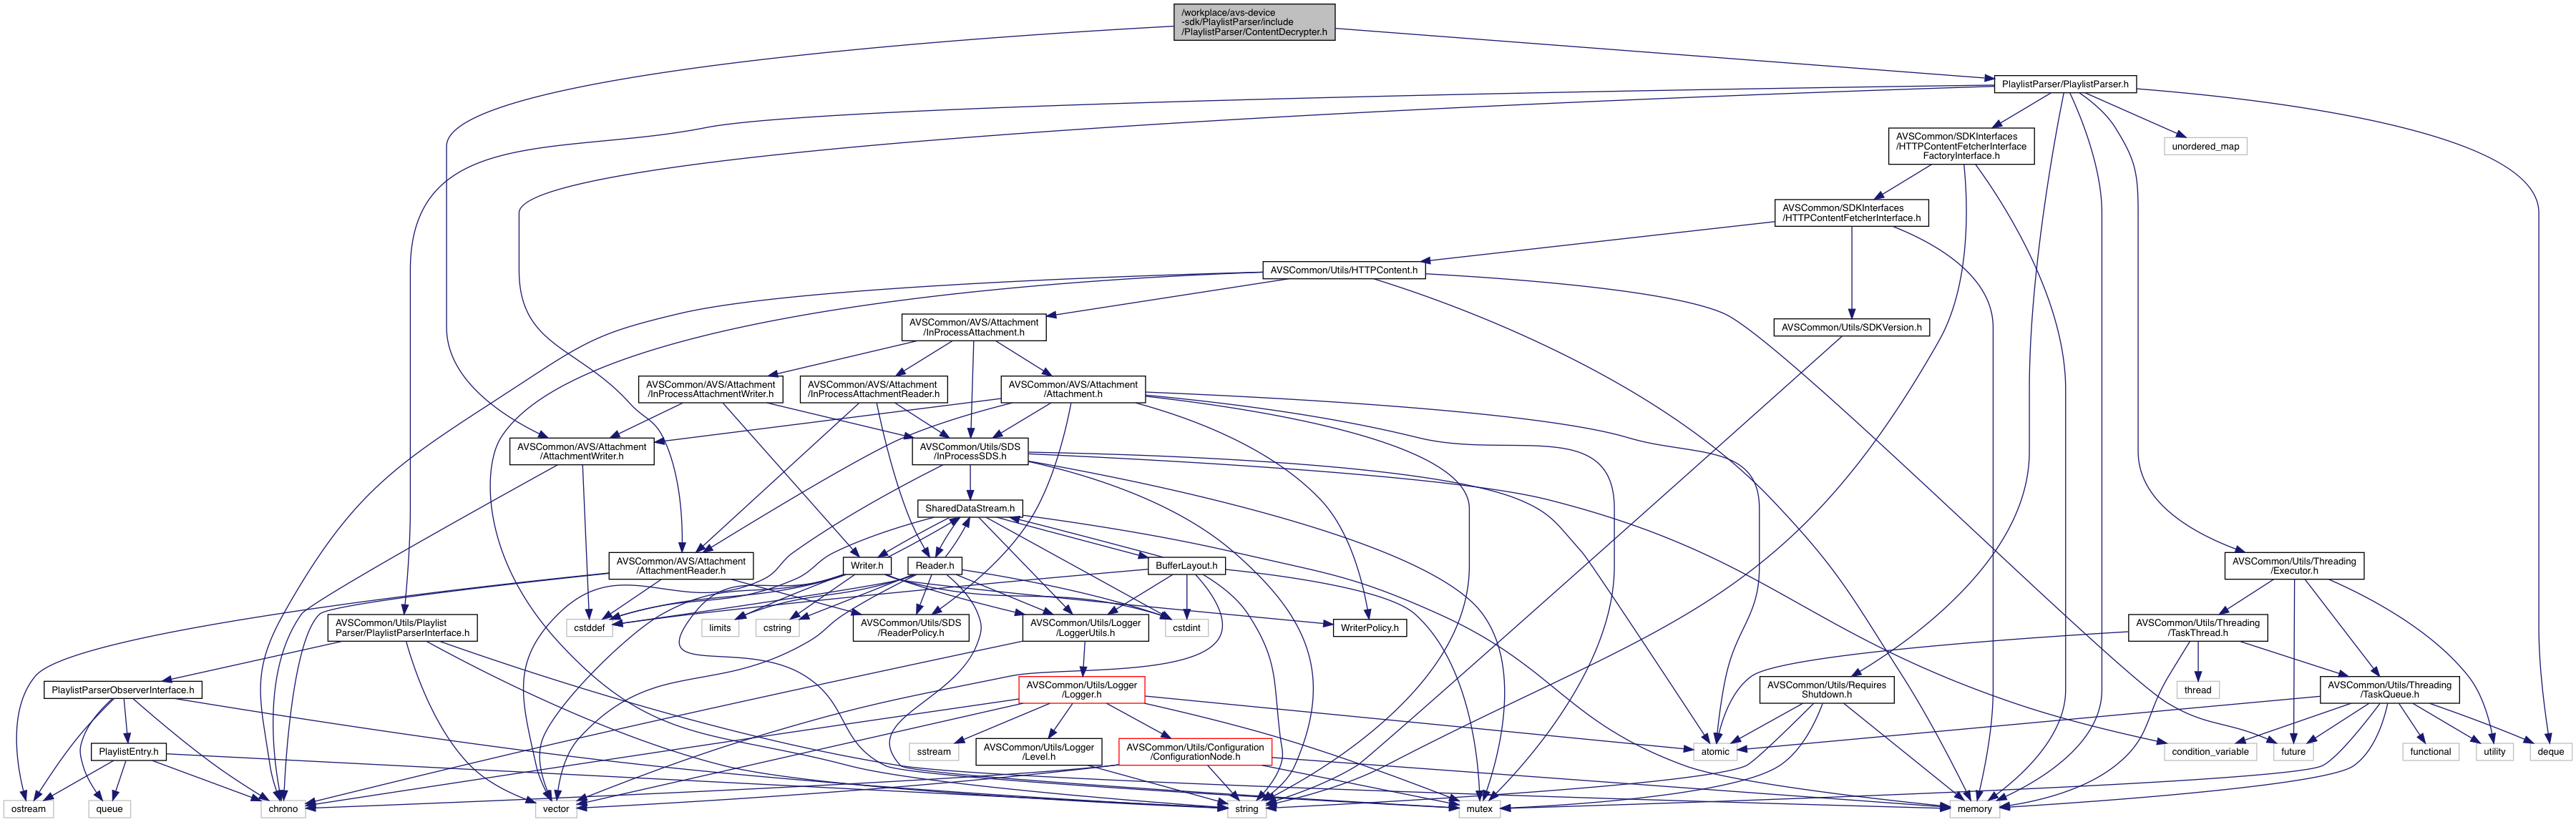 /workplace/avs-device
-sdk/PlaylistParser/include
/PlaylistParser/ContentDecrypter.h
PlaylistParser/PlaylistParser.h
AVSCommon/SDKInterfaces
/HTTPContentFetcherInterface
FactoryInterface.h
unordered_map
AVSCommon/SDKInterfaces
/HTTPContentFetcherInterface.h
AVSCommon/Utils/HTTPContent.h
AVSCommon/AVS/Attachment
/InProcessAttachment.h
AVSCommon/Utils/SDKVersion.h
AVSCommon/AVS/Attachment
/InProcessAttachmentWriter.h
AVSCommon/AVS/Attachment
/InProcessAttachmentReader.h
AVSCommon/AVS/Attachment
/Attachment.h
AVSCommon/AVS/Attachment
/AttachmentWriter.h
AVSCommon/Utils/SDS
/InProcessSDS.h
SharedDataStream.h
AVSCommon/AVS/Attachment
/AttachmentReader.h
Writer.h
Reader.h
BufferLayout.h
AVSCommon/Utils/Threading
/Executor.h
AVSCommon/Utils/Playlist
Parser/PlaylistParserInterface.h
cstddef
limits
cstring
AVSCommon/Utils/SDS
/ReaderPolicy.h
AVSCommon/Utils/Logger
/LoggerUtils.h
cstdint
WriterPolicy.h
AVSCommon/Utils/Threading
/TaskThread.h
PlaylistParserObserverInterface.h
AVSCommon/Utils/Logger
/Logger.h
AVSCommon/Utils/Requires
Shutdown.h
thread
AVSCommon/Utils/Threading
/TaskQueue.h
PlaylistEntry.h
sstream
AVSCommon/Utils/Logger
/Level.h
AVSCommon/Utils/Configuration
/ConfigurationNode.h
atomic
condition_variable
future
functional
utility
deque
ostream
queue
chrono
vector
string
mutex
memory